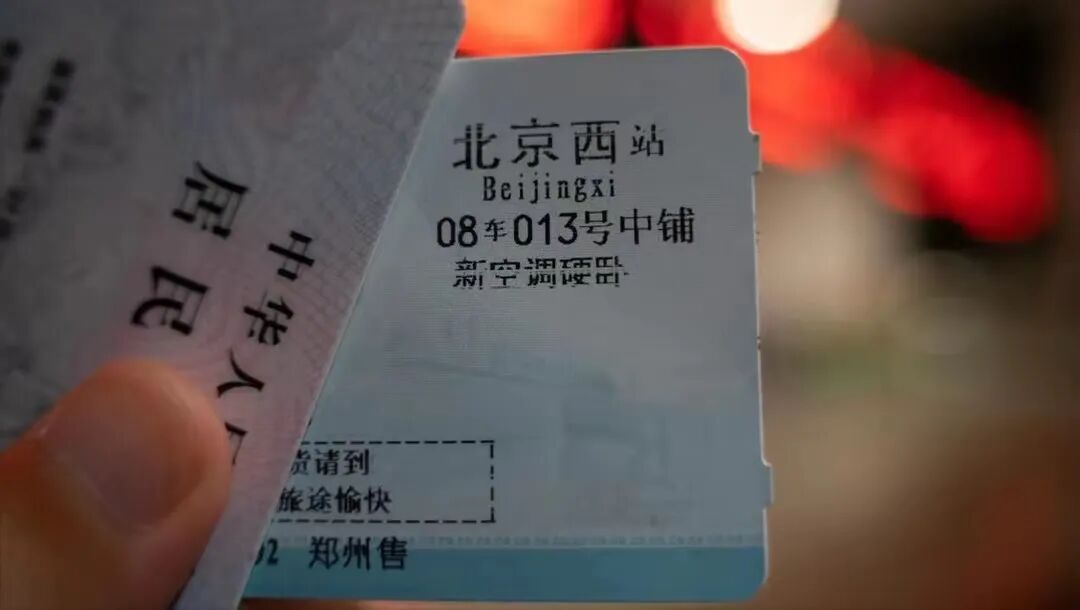 北京西站
Beijingxi
08车013号中铺
新空调硬卧
货请到
旅途愉快
郑州售
中华人民
居民